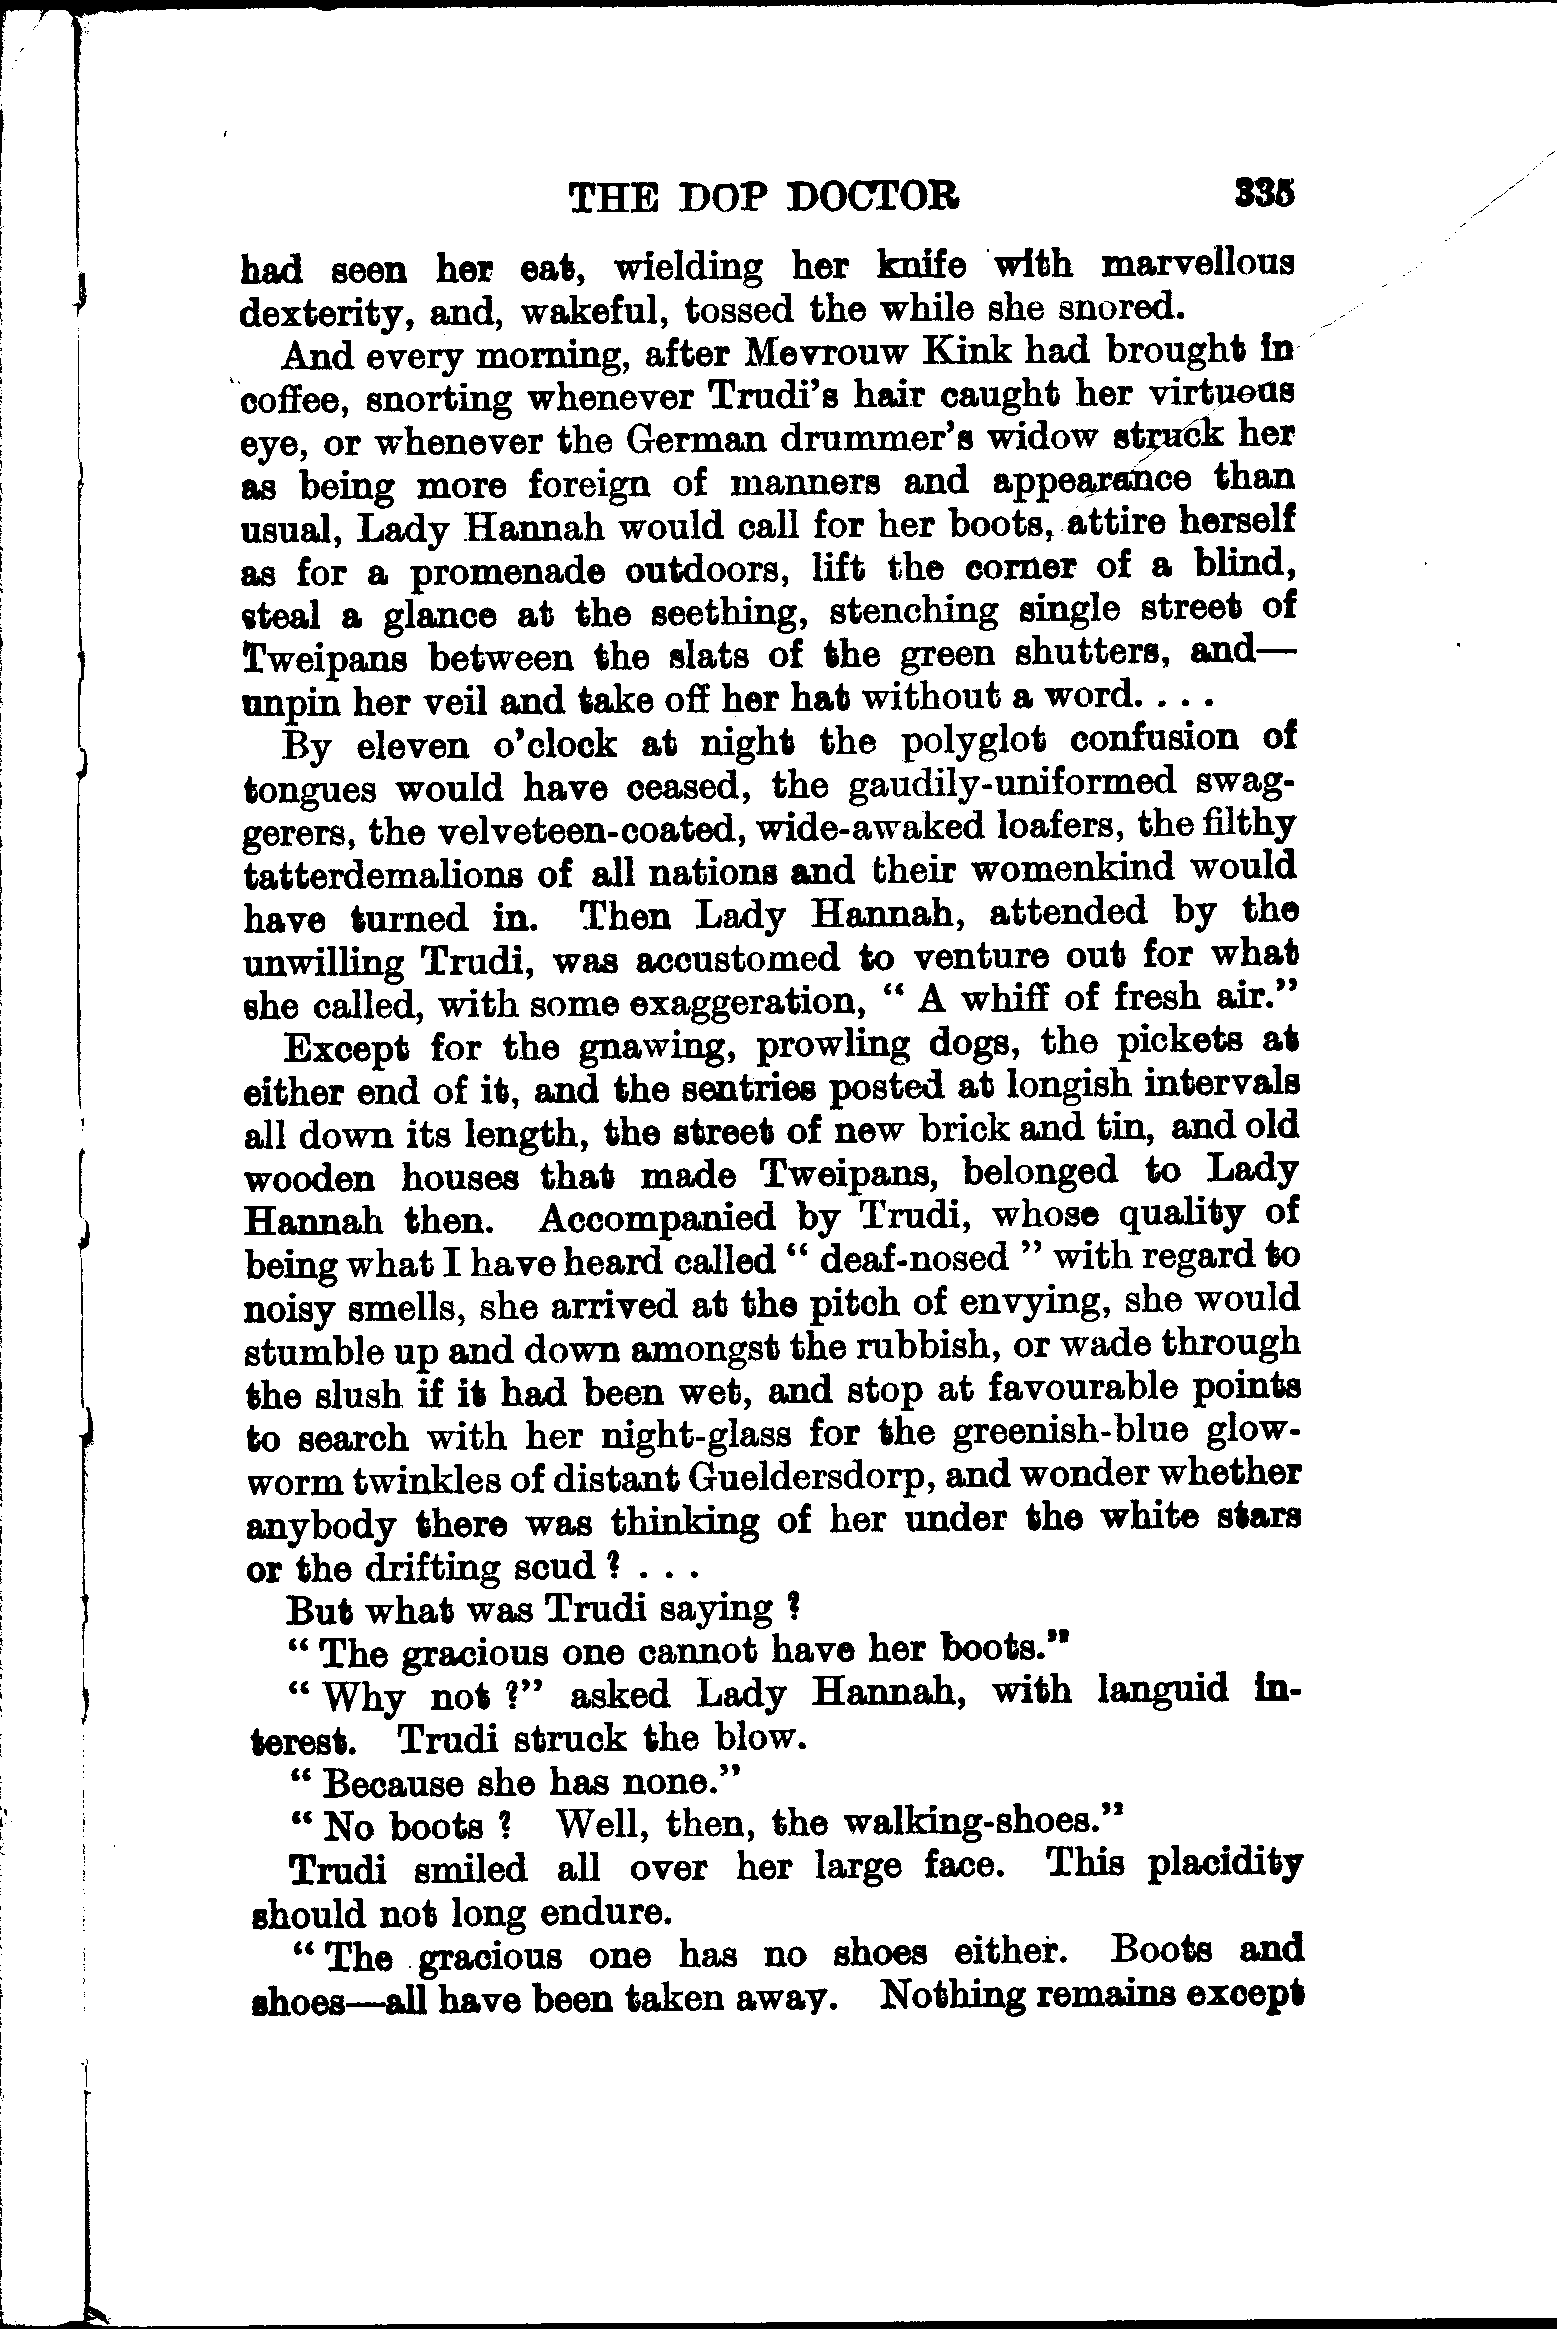 THE DOP DOCTOR 335
had seen her eat, wielding her knife with marvellous
dexterity, and, wakeful, tossed the while she snored.
And every morning, after Mevrouw Kink had brought in
coffee, snorting whenever Trudi's hair caught her virtuous
eye, or whenever the German drummer's widow struck her
as being more foreign of manners and appearance than
usual, Lady Hannah would call for her boots, attire herself
as for a promenade outdoors, lift the corner of a blind,
steal a glance at the seething, stenching single street of
Tweipans between the slats of the green shutters, and—
unpin her veil and take off her hat without a word. . . .
By eleven o'clock at night the polyglot confusion of
tongues would have ceased, the gaudily-uniformed swag-
gerers, the velveteen-coated, wide-awaked loafers, the filthy
tatterdemalions of all nations and their womenkind would
have turned in. Then Lady Hannah, attended by the
unwilling Trudi, was accustomed to venture out for what
she called, with some exaggeration, " A whiff of fresh air."
Except for the gnawing, prowling dogs, the pickets at
either end of it, and the sentries posted at longish intervals
all down its length, the street of new brick and tin, and old
wooden houses that made Tweipans, belonged to Lady
Hannah then. Accompanied by Trudi, whose quality of
being what I have heard called " deaf-nosed " with regard to
noisy smells, she arrived at the pitch of envying, she would
stumble up and down amongst the rubbish, or wade through
the slush if it had been wet, and stop at favourable points
to search with her night-glass for the greenish-blue glow-
worm twinkles of distant Gueldersdorp, and wonder whether
anybody there was thinking of her under the white stars
or the drifting scud ? . . .
But what was Trudi saying ?
" The gracious one cannot have her boots."
" Why not ?" asked Lady Hannah, with languid in-
terest. Trudi struck the blow.
" Because she has none."
" No boots ? Well, then, the walking-shoes."
Trudi smiled all over her large face. This placidity
should not long endure.
" The gracious one has no shoes either. Boots and
shoes—all have been taken away. Nothing remains except